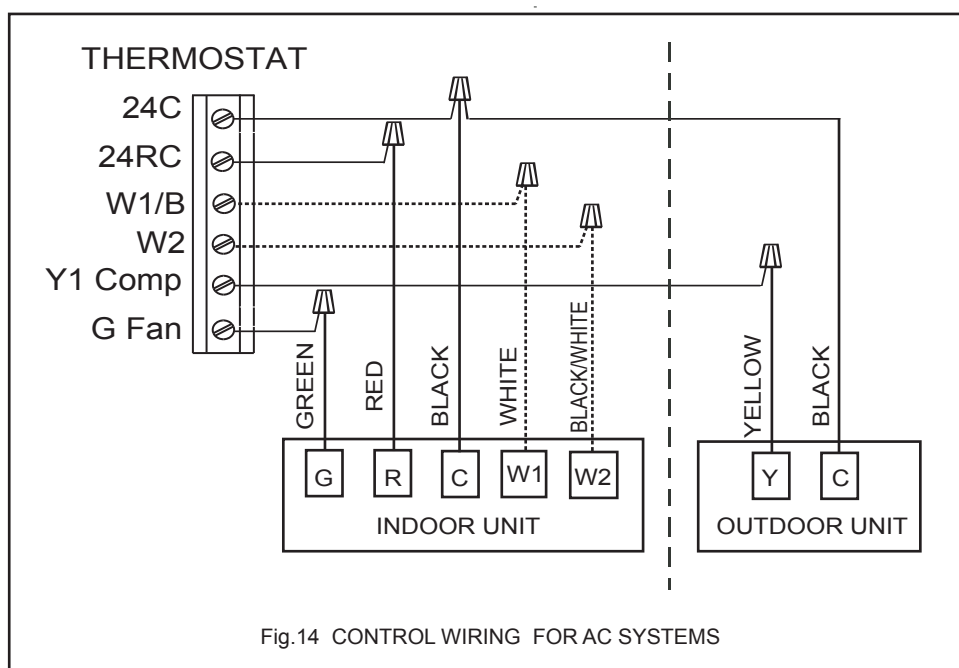 THERMOSTAT
24C
24RC
W1/B
W2
Y1 Comp
G Fan
GREEN
RED
BLACK
WHITE
BLACK/WHITE
YELLOW
BLACK
G
R
C
W1
W2
Y
C
INDOOR UNIT
OUTDOOR UNIT
Fig.14 CONTROL WIRING FOR AC SYSTEMS